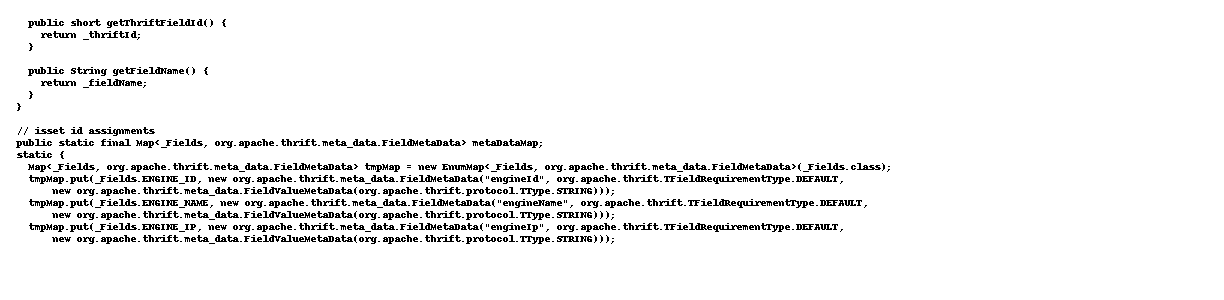 public short getThriftFieldId() {
return _thriftId;
}
public String getFieldName() {
return _fieldName;
}
}
// isset id assignments
public static final Map<_Fields, org.apache.thrift.meta_data.FieldMetaData> metaDataMap;
static {
Map<_Fields, org.apache.thrift.meta_data.FieldMetaData> tmpMap = new EnumMap<_Fields, org.apache.thrift.meta_data.FieldMetaData>(_Fields.class);
tmpMap.put(_Fields.ENGINE_ID, new org.apache.thrift.meta_data.FieldMetaData("engineId", org.apache.thrift.TFieldRequirementType.DEFAULT,
new org.apache.thrift.meta_data.FieldValueMetaData(org.apache.thrift.protocol.TType.STRING)));
tmpMap.put(_Fields.ENGINE_NAME, new org.apache.thrift.meta_data.FieldMetaData("engineName", org.apache.thrift.TFieldRequirementType.DEFAULT,
new org.apache.thrift.meta_data.FieldValueMetaData(org.apache.thrift.protocol.TType.STRING)));
tmpMap.put(_Fields.ENGINE_IP, new org.apache.thrift.meta_data.FieldMetaData("engineIp", org.apache.thrift.TFieldRequirementType.DEFAULT,
new org.apache.thrift.meta_data.FieldValueMetaData(org.apache.thrift.protocol.TType.STRING)));